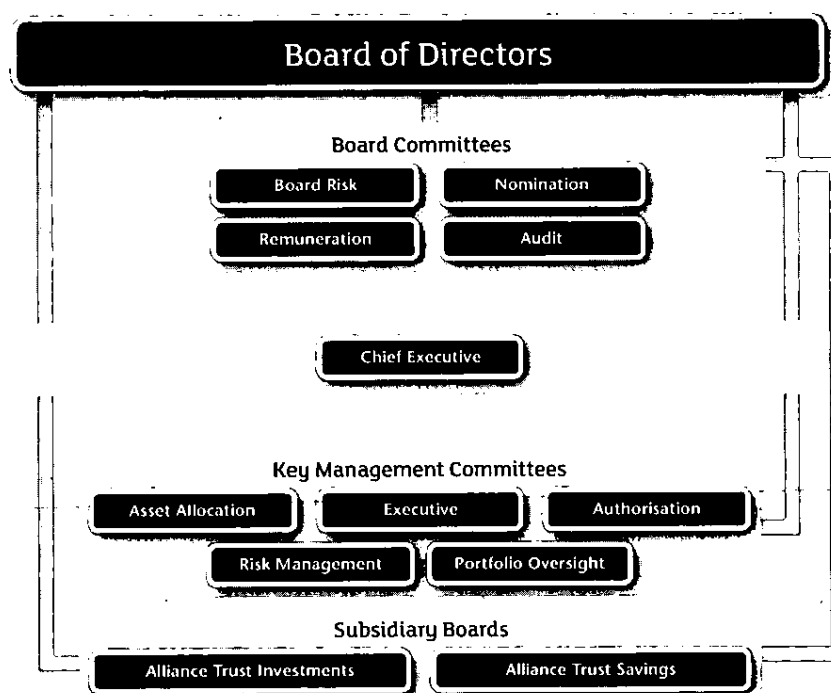 Board of Directors
Board Committees
Board Risk Nomination
Remuneration Audit
Chief Executive
Key Management Committees
Asset Allocation Executive Authorisation
Risk Management Portfolio Oversight
Subsidiary Boards
Alliance Trust Investments Alliance Trust Savings